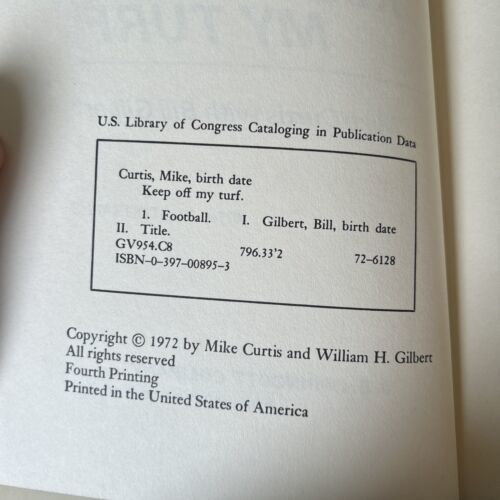 U.S. Library of Congress Cataloging in Publication Data
Curtis, Mike, birth date
Keep off my turf.
1. Football. I. Gilbert, Bill, birth date
II. Title.
GV954.C8 796.33'2 72-6128
ISBN-0-397-00895-3
Copyright © 1972 by Mike Curtis and William H. Gilbert
All rights reserved
Fourth Printing
Printed in the United States of America